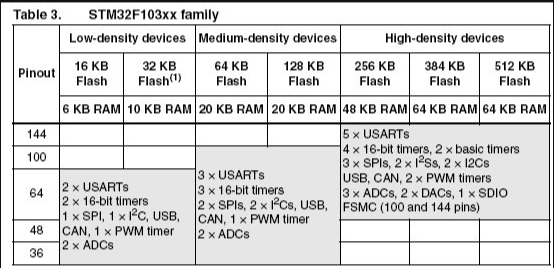 Table 3. STM32F103xx family
Pinout
Low-density devices Medium-density devices High-density devices
16 KB Flash 32 KB Flash(1) 64 KB Flash 128 KB Flash 256 KB Flash 384 KB Flash 512 KB Flash
6 KB RAM 10 KB RAM 20 KB RAM 20 KB RAM 48 KB RAM 64 KB RAM 64 KB RAM
144
100
64
48
36
2 × USARTs
2 × 16-bit timers
1 × SPI, 1 × I²C, USB,
CAN, 1 × PWM timer
2 × ADCs
3 × USARTs
3 × 16-bit timers
2 × SPIs, 2 × I²Cs, USB,
CAN, 1 × PWM timer
2 × ADCs
5 × USARTs
4 × 16-bit timers, 2 × basic timers
3 × SPIs, 2 × I²Ss, 2 × I2Cs
USB, CAN, 2 × PWM timers
3 × ADCs, 2 × DACs, 1 × SDIO
FSMC (100 and 144 pins)